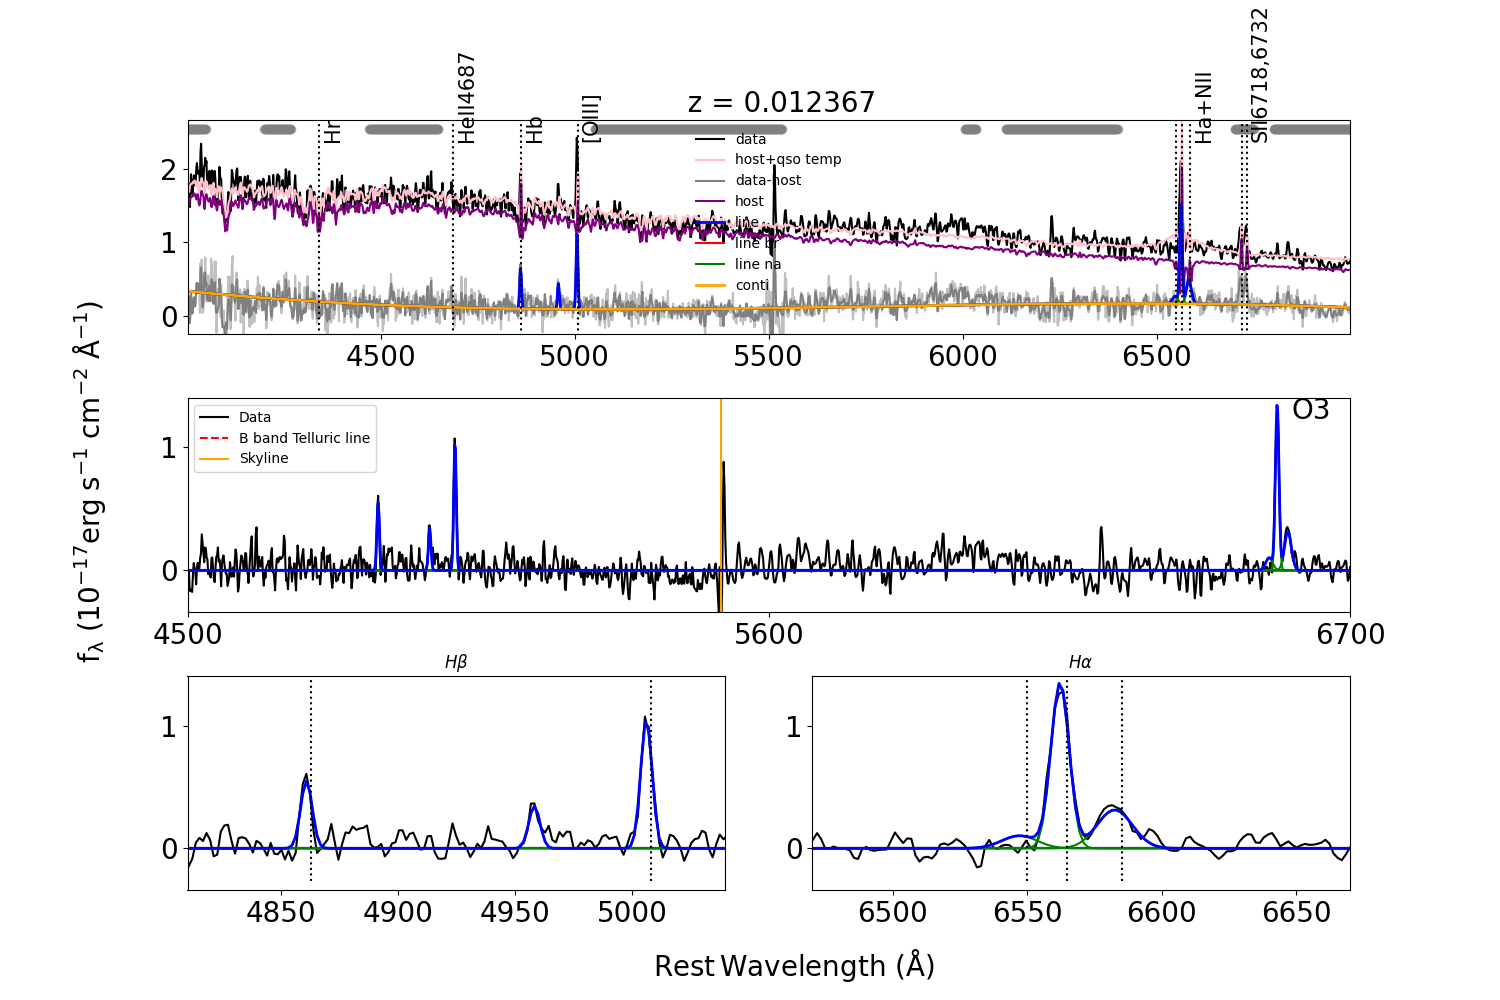 z = 0.012367
Hr
HeII4687
Hb
[OIII]
Ha+NII
SII6718,6732
data
host+qso temp
data-host
host
line
line br
line na
conti
2
1
0
4500 5000 5500 6000 6500
fλ (10−17erg s−1 cm−2 Å−1)
Data
B band Telluric line
Skyline
O3
1
0
4500 5600 6700
Hβ
1
0
4850 4900 4950 5000
Hα
1
0
6500 6550 6600 6650
Rest Wavelength (Å)